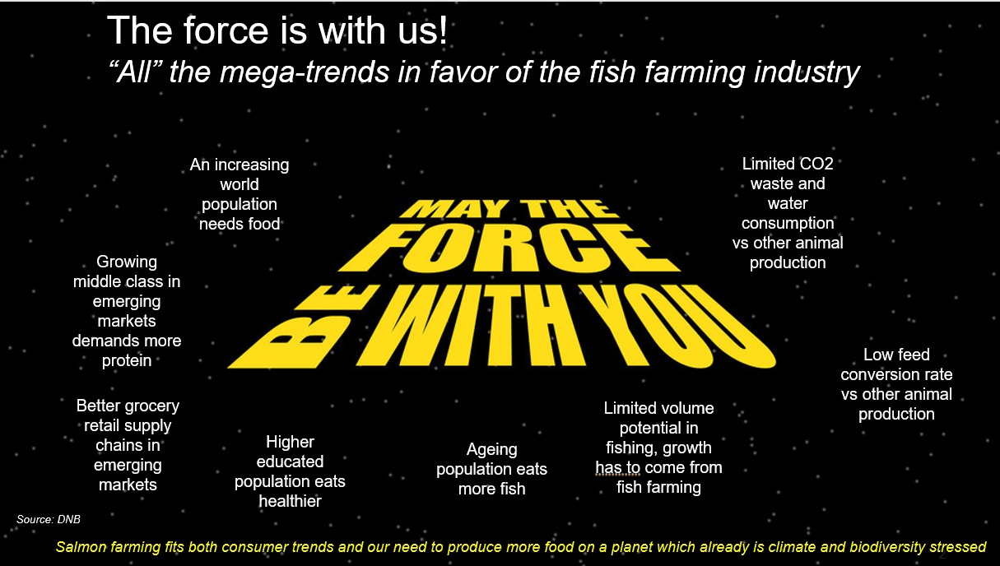 The force is with us!
“All” the mega-trends in favor of the fish farming industry
An increasing
world
population
needs food
Limited CO2
waste and
water
consumption
vs other animal
production
MAY THE
FORCE
BE WITH YOU
Growing
middle class in
emerging
markets
demands more
protein
Low feed
conversion rate
vs other animal
production
Better grocery
retail supply
chains in
emerging
markets
Higher
educated
population eats
healthier
Ageing
population eats
more fish
Limited volume
potential in
fishing, growth
has to come from
fish farming
Source: DNB
Salmon farming fits both consumer trends and our need to produce more food on a planet which already is climate and biodiversity stressed
2